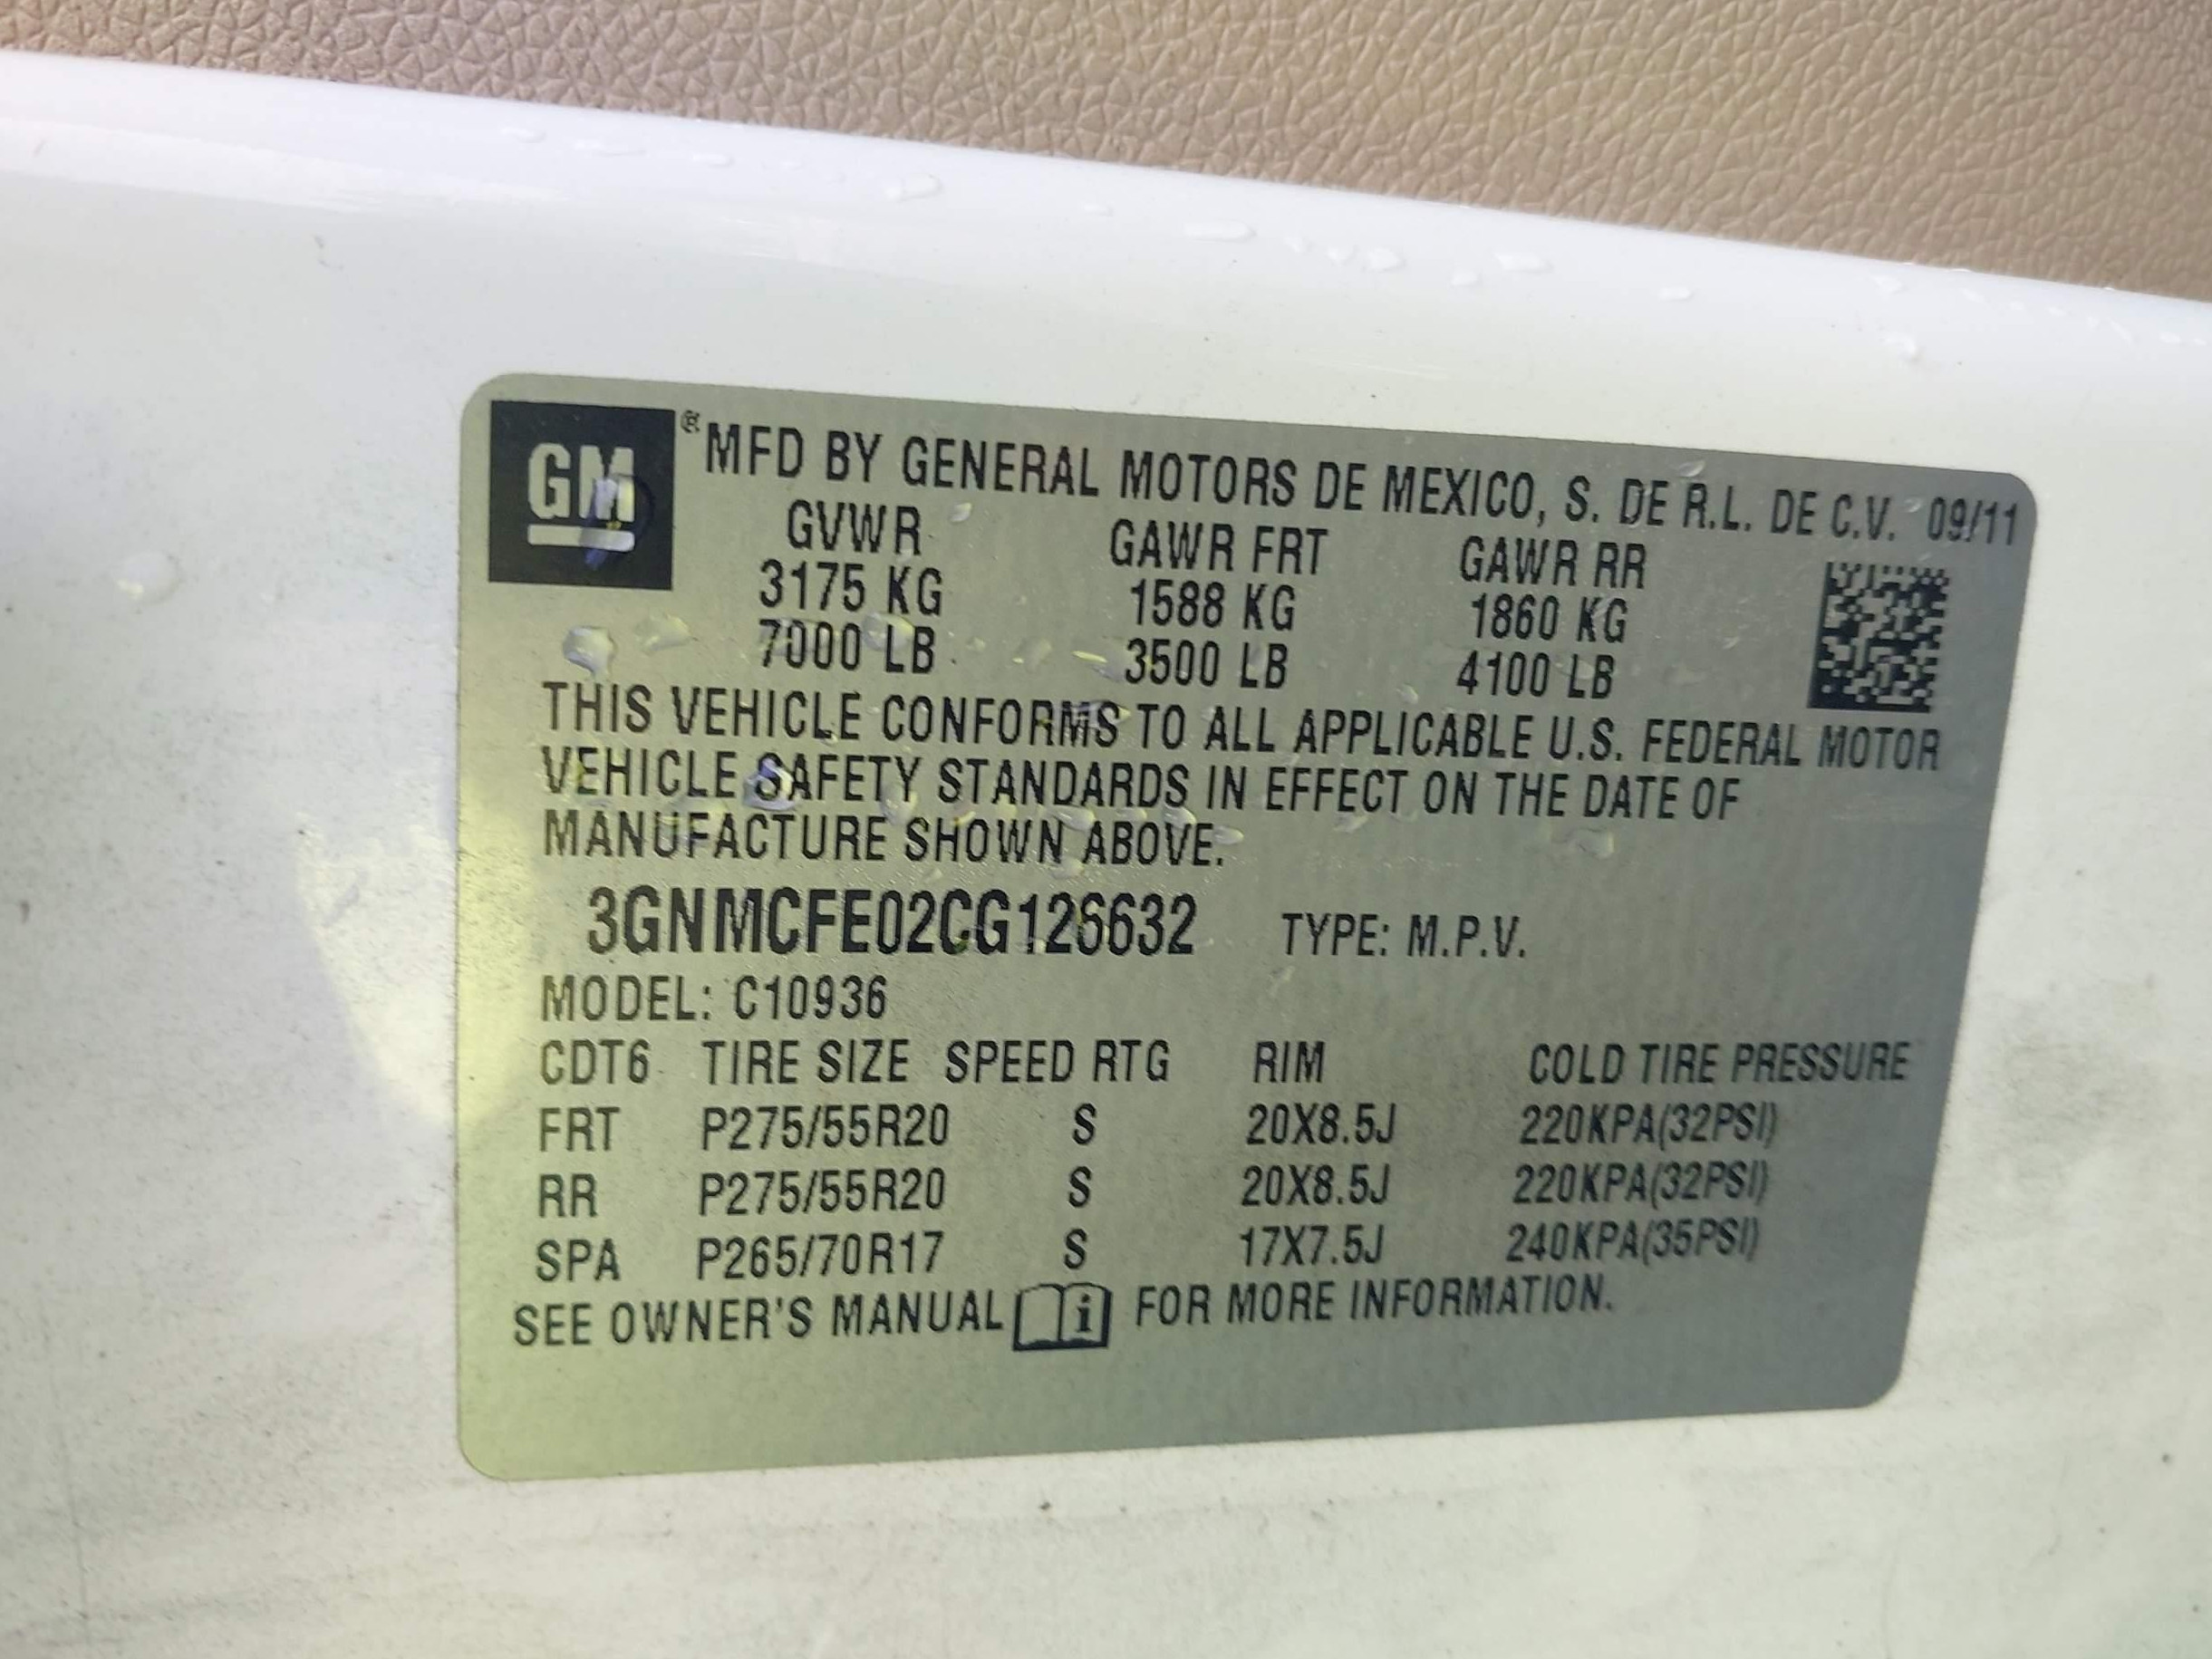 GM ® MFD BY GENERAL MOTORS DE MEXICO, S. DE R.L. DE C.V. 09/11
GVWR GAWR FRT GAWR RR
3175 KG 1588 KG 1860 KG
7000 LB 3500 LB 4100 LB
THIS VEHICLE CONFORMS TO ALL APPLICABLE U.S. FEDERAL MOTOR
VEHICLE SAFETY STANDARDS IN EFFECT ON THE DATE OF
MANUFACTURE SHOWN ABOVE.
3GNMCFE02CG126632 TYPE: M.P.V.
MODEL: C10936
CDT6 TIRE SIZE SPEED RTG RIM COLD TIRE PRESSURE
FRT P275/55R20 S 20X8.5J 220KPA(32PSI)
RR P275/55R20 S 20X8.5J 220KPA(32PSI)
SPA P265/70R17 S 17X7.5J 240KPA(35PSI)
SEE OWNER'S MANUAL i FOR MORE INFORMATION.